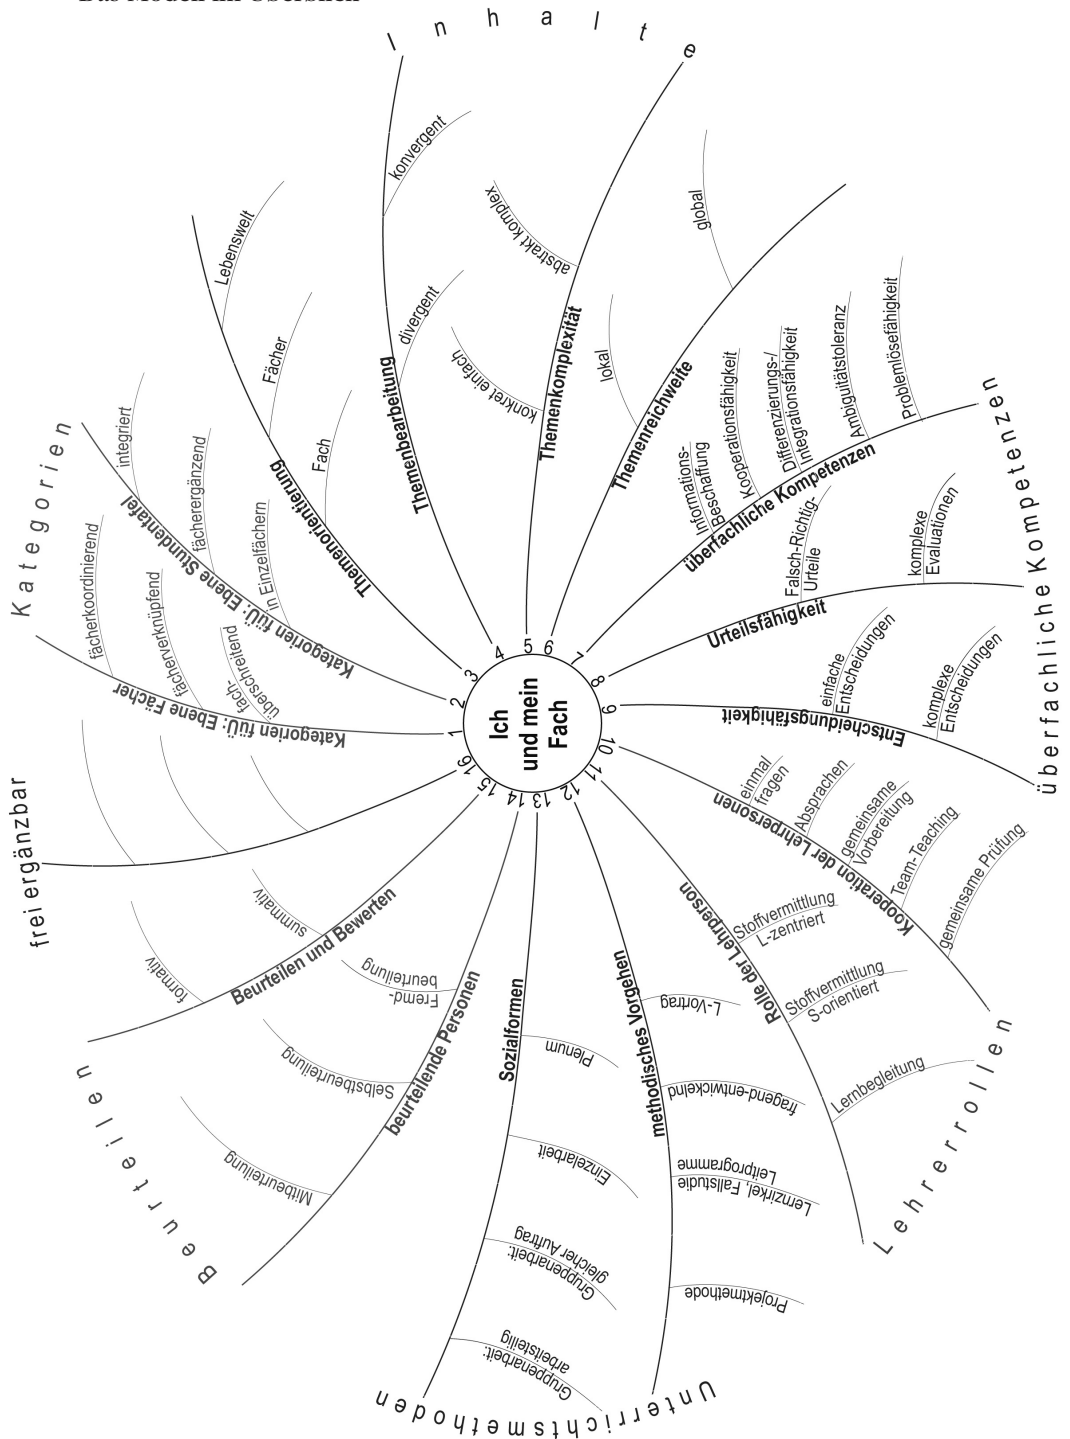 Das Modell im Überblick
Inhalte
Kategorien
überfachliche Kompetenzen
Lehrerrollen
Unterrichtsmethoden
Beurteilen
frei ergänzbar
Ich
und mein
Fach
1
Kategorien füU: Ebene Fächer
fach-
überschreitend
fächerverknüpfend
fächerkoordinierend
2
Kategorien füÜ: Ebene Stundentafel
in Einzelfächern
fächerergänzend
integriert
3
Themenorientierung
Fach
Fächer
Lebenswelt
4
Themenbearbeitung
divergent
konvergent
5
Themenkomplexität
konkret einfach
abstrakt komplex
6
Themenreichweite
lokal
global
7
überfachliche Kompetenzen
Informations-
Beschaffung
Kooperationsfähigkeit
Differenzierungs-/
Integrationsfähigkeit
Ambiguitätstoleranz
Problemlösefähigkeit
8
Urteilsfähigkeit
Falsch-Richtig-
Urteile
komplexe
Evaluationen
9
Entscheidungsfähigkeit
einfache
Entscheidungen
komplexe
Entscheidungen
10
Kooperation der Lehrpersonen
einmal
fragen
Absprachen
gemeinsame
Vorbereitung
Team-Teaching
gemeinsame Prüfung
11
Rolle der Lehrperson
Stoffvermittlung
L-zentriert
Stoffvermittlung
S-orientiert
Lernbegleitung
12
methodisches Vorgehen
L-Vortrag
fragend-entwickelnd
Lernzirkel, Fallstudie
Leitprogramme
Projektmethode
13
Sozialformen
Plenum
Einzelarbeit
Gruppenarbeit:
gleicher Auftrag
Gruppenarbeit:
arbeitsteilig
14
beurteilende Personen
Fremd-
beurteilung
Selbstbeurteilung
Mitbeurteilung
15
Beurteilen und Bewerten
summativ
formativ
16